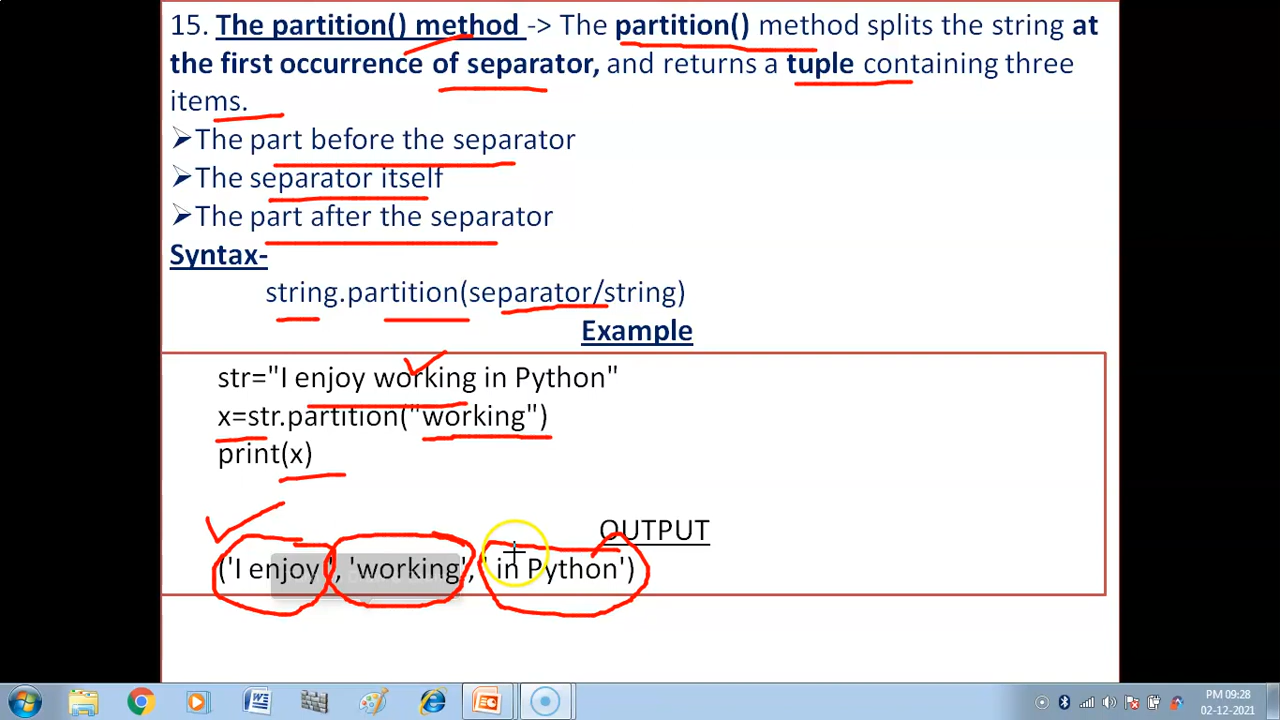 15. The partition() method -> The partition() method splits the string at
the first occurrence of separator, and returns a tuple containing three
items.
➢The part before the separator
➢The separator itself
➢The part after the separator
Syntax-
string.partition(separator/string)
Example
str="I enjoy working in Python"
x=str.partition("working")
print(x)
OUTPUT
('I enjoy ', 'working', ' in Python')
PM 09:28
02-12-2021